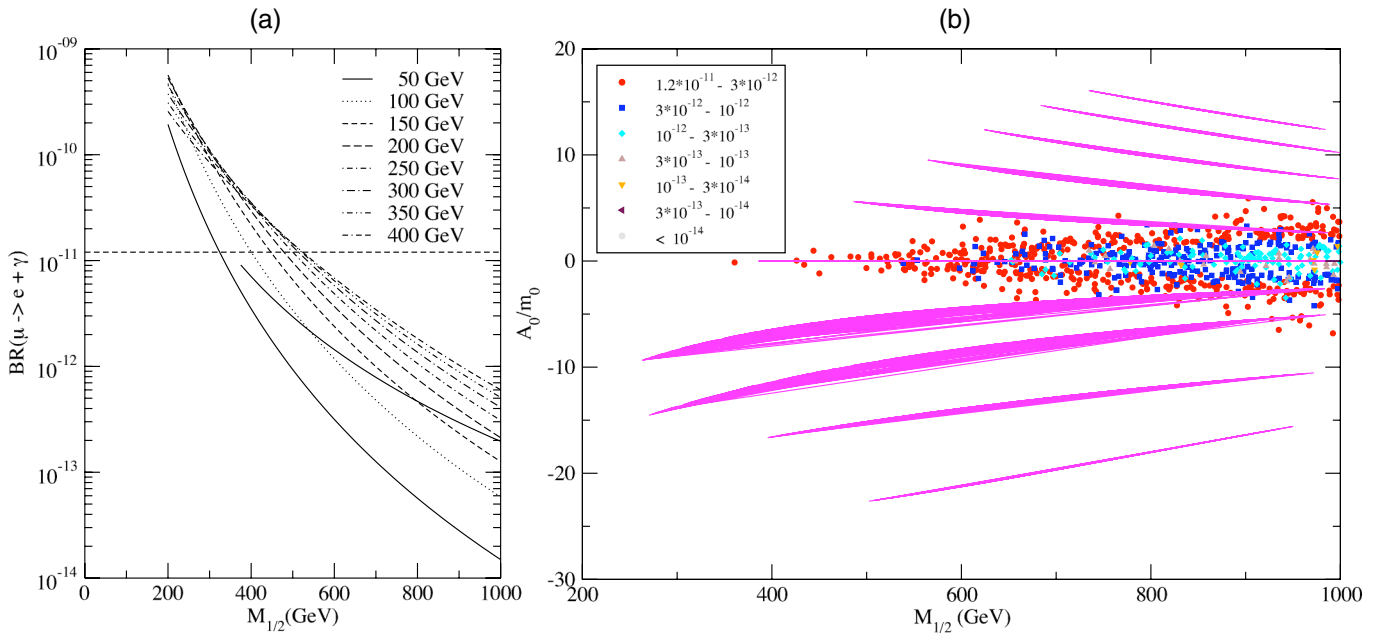 (a)
10^-09
10^-10
10^-11
10^-12
10^-13
10^-14
BR(μ -> e + γ)
0
200
400
600
800
1000
M_1/2(GeV)
50 GeV
100 GeV
150 GeV
200 GeV
250 GeV
300 GeV
350 GeV
400 GeV
(b)
20
10
0
-10
-20
-30
A_0/m_0
200
400
600
800
1000
M_1/2 (GeV)
1.2*10^-11 - 3*10^-12
3*10^-12 - 10^-12
10^-12 - 3*10^-13
3*10^-13 - 10^-13
10^-13 - 3*10^-14
3*10^-13 - 10^-14
< 10^-14